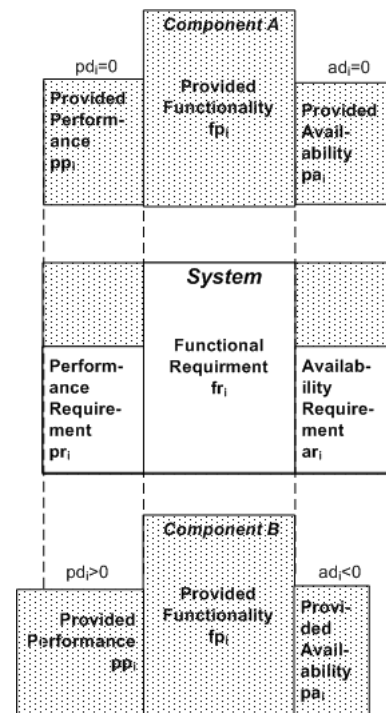 Component A
pdi=0
adi=0
Provided
Perform-
ance
ppi
Provided
Functionality
fpi
Provided
Avail-
ability
pai
System
Functional
Requirment
fri
Perform-
ance
Require-
ment
pri
Availab-
ility
Require-
ment
ari
Component B
pdi>0
adi<0
Provided
Performance
ppi
Provided
Functionality
fpi
Provi-
ded
Avail-
ability
pai